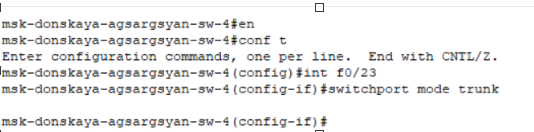 msk-donskaya-agsargsyan-sw-4#en
msk-donskaya-agsargsyan-sw-4#conf t
Enter configuration commands, one per line.  End with CNTL/Z.
msk-donskaya-agsargsyan-sw-4(config)#int f0/23
msk-donskaya-agsargsyan-sw-4(config-if)#switchport mode trunk
msk-donskaya-agsargsyan-sw-4(config-if)#